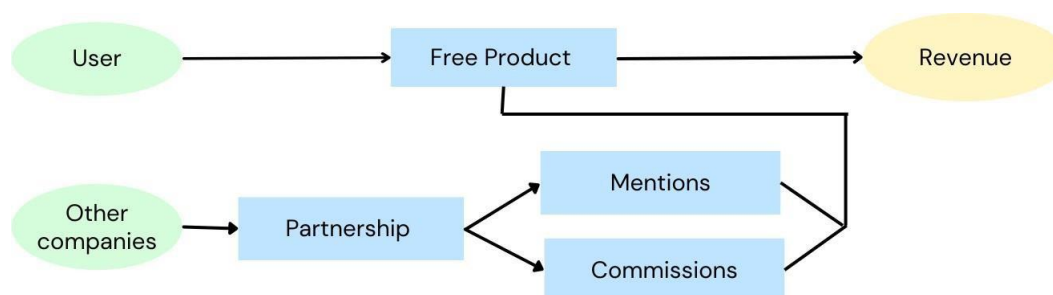 User
Free Product
Revenue
Other
companies
Partnership
Mentions
Commissions